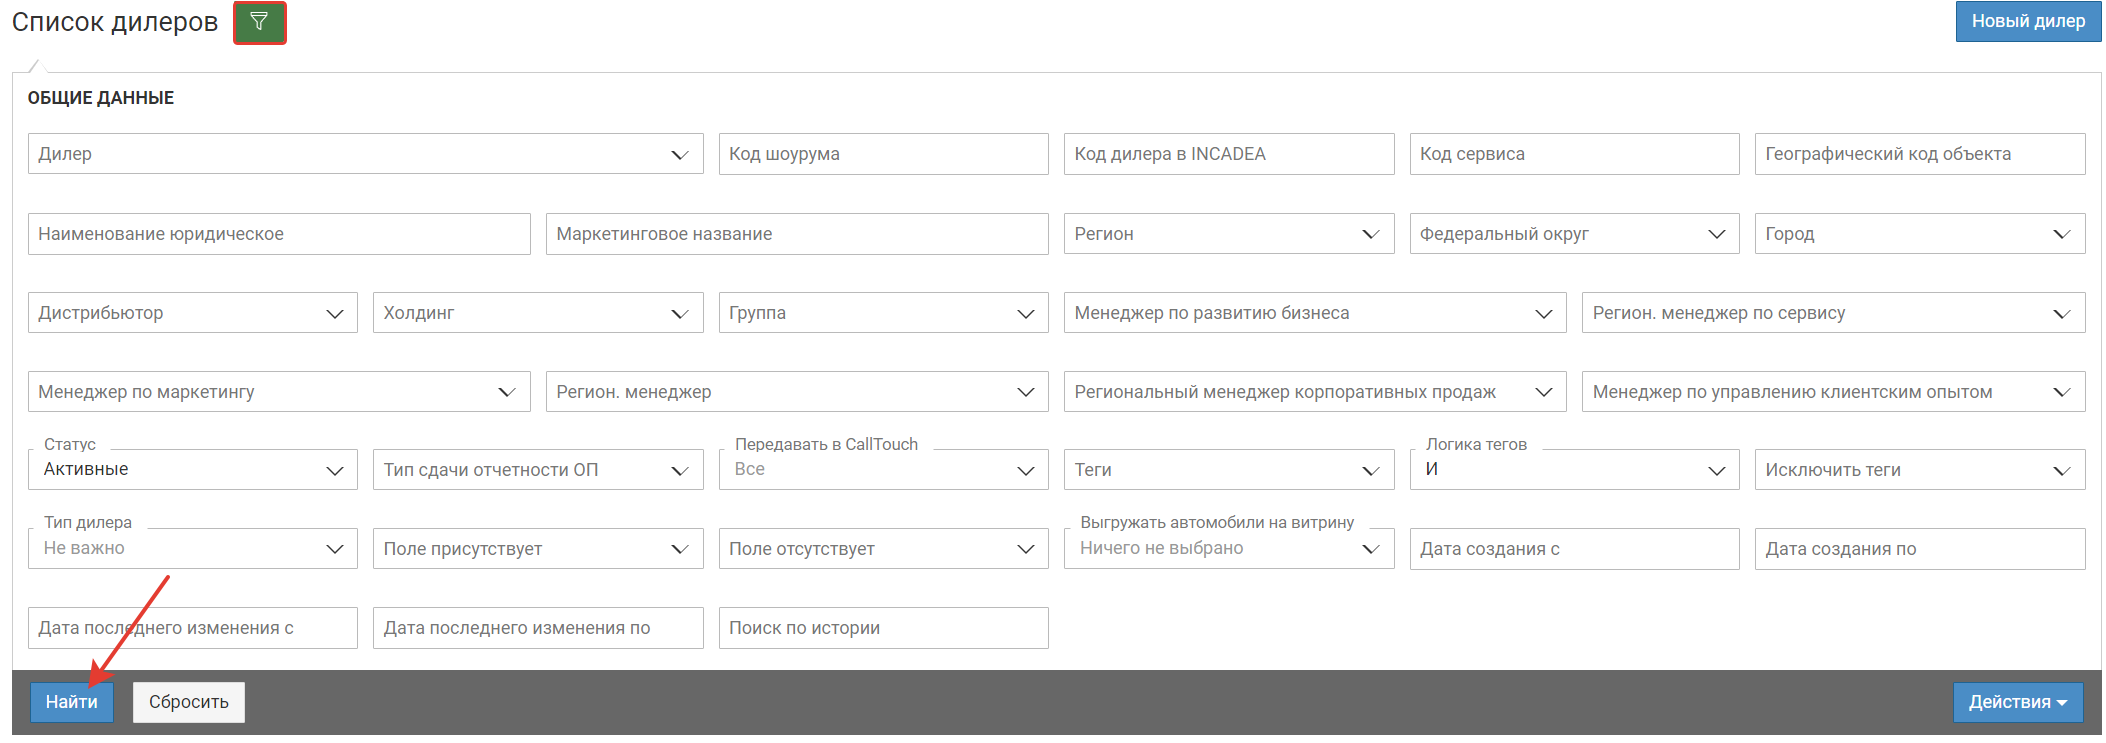 Список дилеров
Новый дилер
ОБЩИЕ ДАННЫЕ
Дилер
Код шоурума
Код дилера в INCADEA
Код сервиса
Географический код объекта
Наименование юридическое
Маркетинговое название
Регион
Федеральный округ
Город
Дистрибьютор
Холдинг
Группа
Менеджер по развитию бизнеса
Регион. менеджер по сервису
Менеджер по маркетингу
Регион. менеджер
Региональный менеджер корпоративных продаж
Менеджер по управлению клиентским опытом
Статус
Активные
Тип сдачи отчетности ОП
Передавать в CallTouch
Все
Теги
Логика тегов
И
Исключить теги
Тип дилера
Не важно
Поле присутствует
Поле отсутствует
Выгружать автомобили на витрину
Ничего не выбрано
Дата создания с
Дата создания по
Дата последнего изменения с
Дата последнего изменения по
Поиск по истории
Найти
Сбросить
Действия